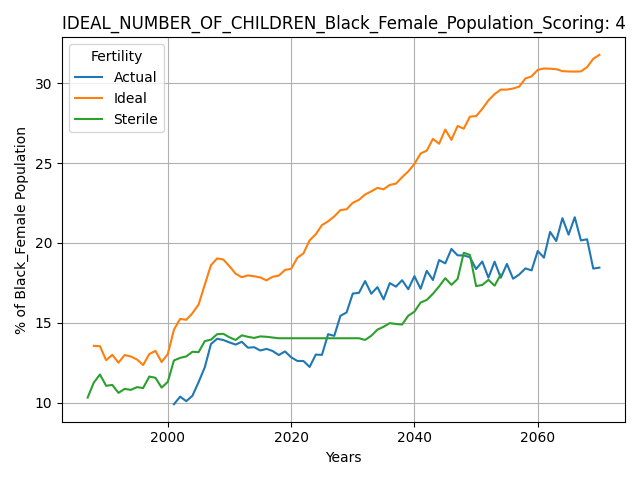 IDEAL_NUMBER_OF_CHILDREN_Black_Female_Population_Scoring: 4
Fertility
Actual
Ideal
Sterile
% of Black_Female Population
30
25
20
15
10
2000
2020
2040
2060
Years